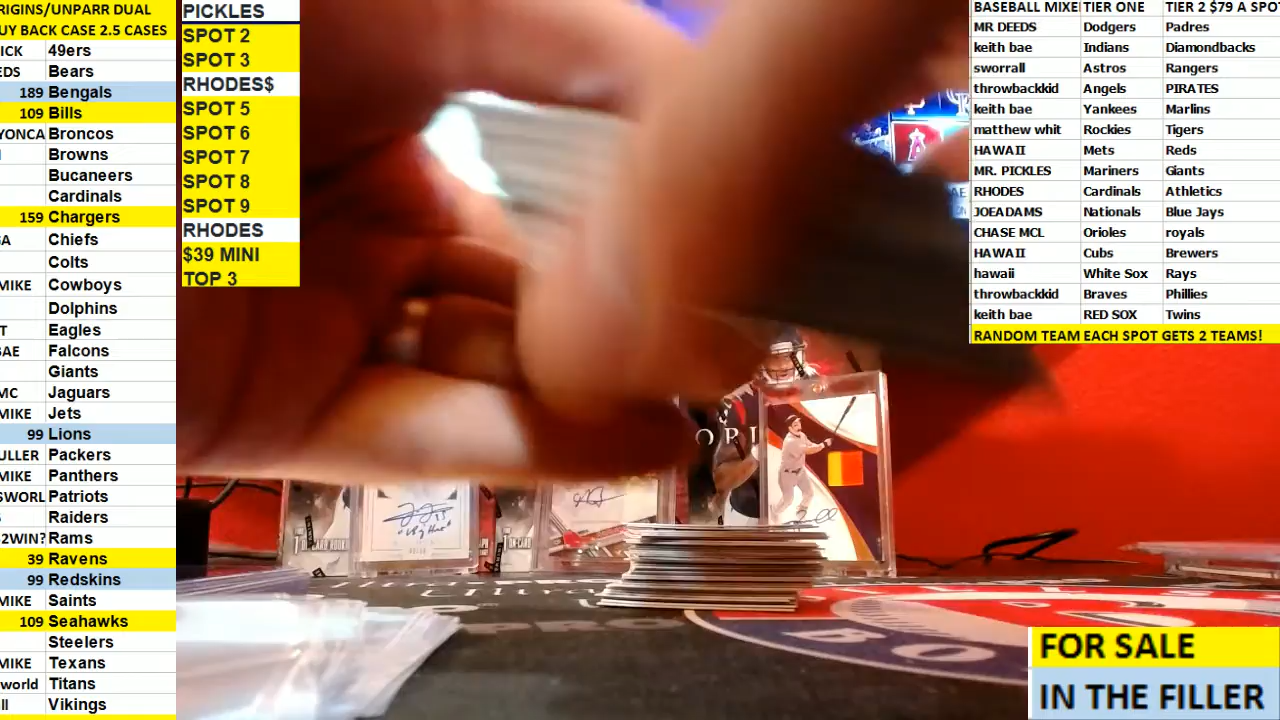 RIGINS/UNPARR DUAL
UY BACK CASE 2.5 CASES
ICK 49ers
EDS Bears
189 Bengals
109 Bills
YONCA Broncos
Browns
Bucaneers
Cardinals
159 Chargers
GA Chiefs
Colts
MIKE Cowboys
Dolphins
T Eagles
BAE Falcons
Giants
MC Jaguars
MIKE Jets
99 Lions
ULLER Packers
MIKE Panthers
SWORL Patriots
Raiders
2WIN? Rams
39 Ravens
99 Redskins
MIKE Saints
109 Seahawks
Steelers
MIKE Texans
world Titans
ll Vikings
PICKLES
SPOT 2
SPOT 3
RHODES$
SPOT 5
SPOT 6
SPOT 7
SPOT 8
SPOT 9
RHODES
$39 MINI
TOP 3
BASEBALL MIXE TIER ONE TIER 2 $79 A SPOT
MR DEEDS Dodgers Padres
keith bae Indians Diamondbacks
sworrall Astros Rangers
throwbackkid Angels PIRATES
keith bae Yankees Marlins
matthew whit Rockies Tigers
HAWAII Mets Reds
MR. PICKLES Mariners Giants
RHODES Cardinals Athletics
JOEADAMS Nationals Blue Jays
CHASE MCL Orioles royals
HAWAII Cubs Brewers
hawaii White Sox Rays
throwbackkid Braves Phillies
keith bae RED SOX Twins
RANDOM TEAM EACH SPOT GETS 2 TEAMS!
FOR SALE
IN THE FILLER